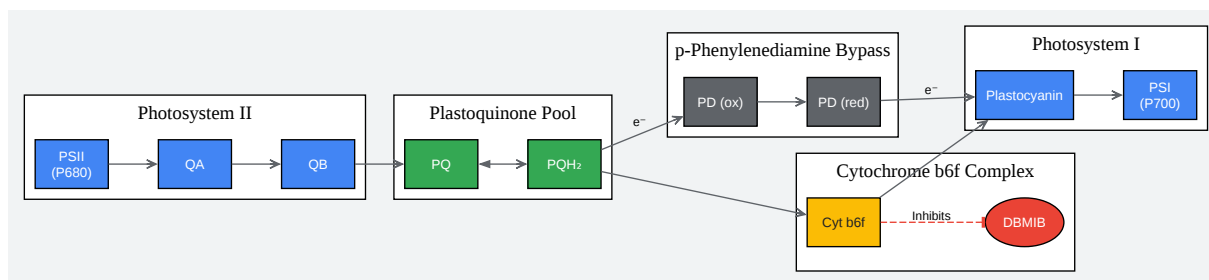 Photosystem II
PSII
(P680)
QA
QB
Plastoquinone Pool
PQ
PQH₂
e⁻
p-Phenylenediamine Bypass
PD (ox)
PD (red)
e⁻
Photosystem I
Plastocyanin
PSI
(P700)
Cytochrome b6f Complex
Cyt b6f
Inhibits
DBMIB